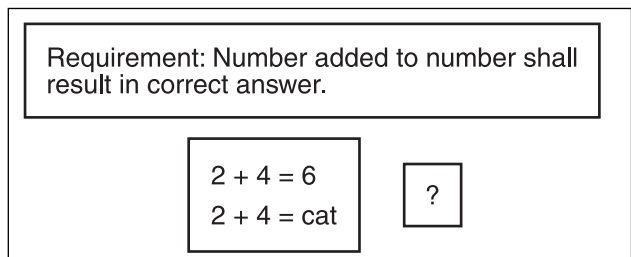 Requirement: Number added to number shall
result in correct answer.
2 + 4 = 6
2 + 4 = cat
?